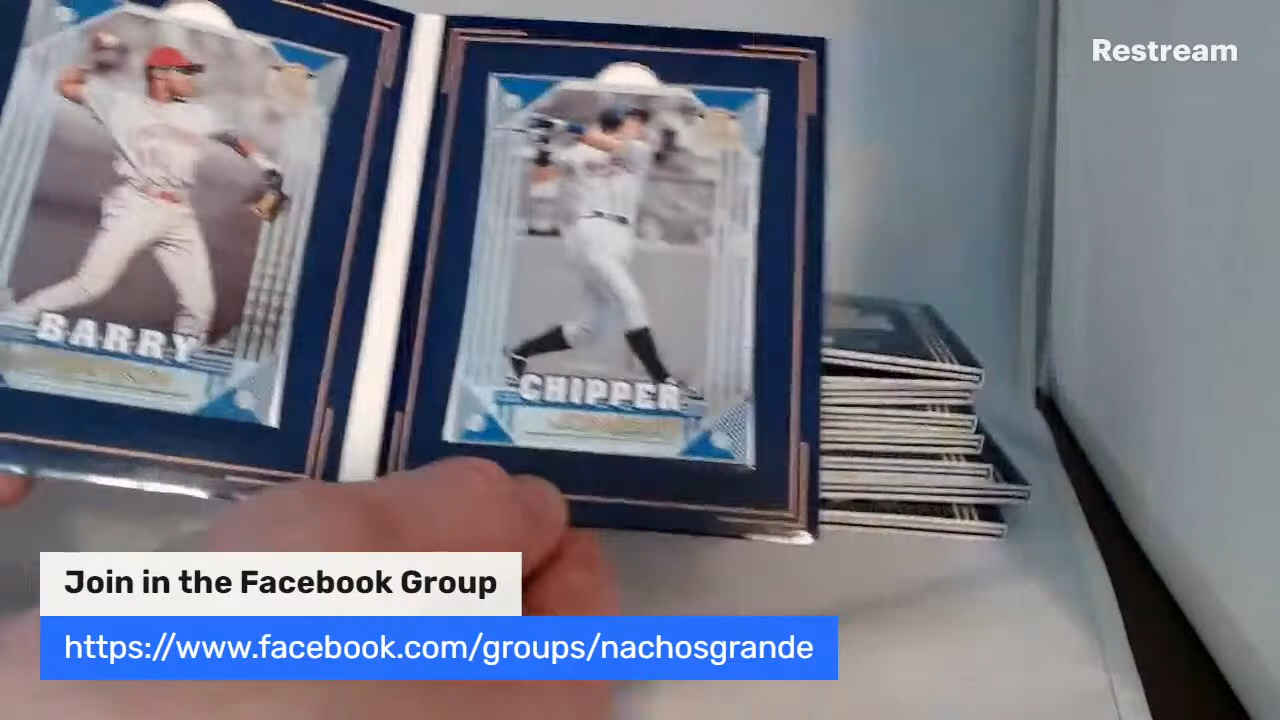 Restream
BARRY
CHIPPER
Join in the Facebook Group
https://www.facebook.com/groups/nachosgrande